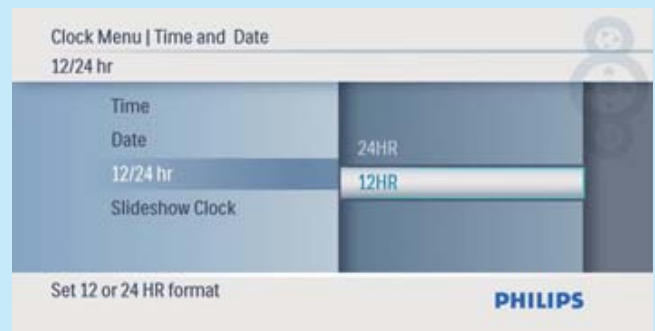 Clock Menu | Time and Date
12/24 hr
Time
Date
12/24 hr
Slideshow Clock
24HR
12HR
Set 12 or 24 HR format
PHILIPS